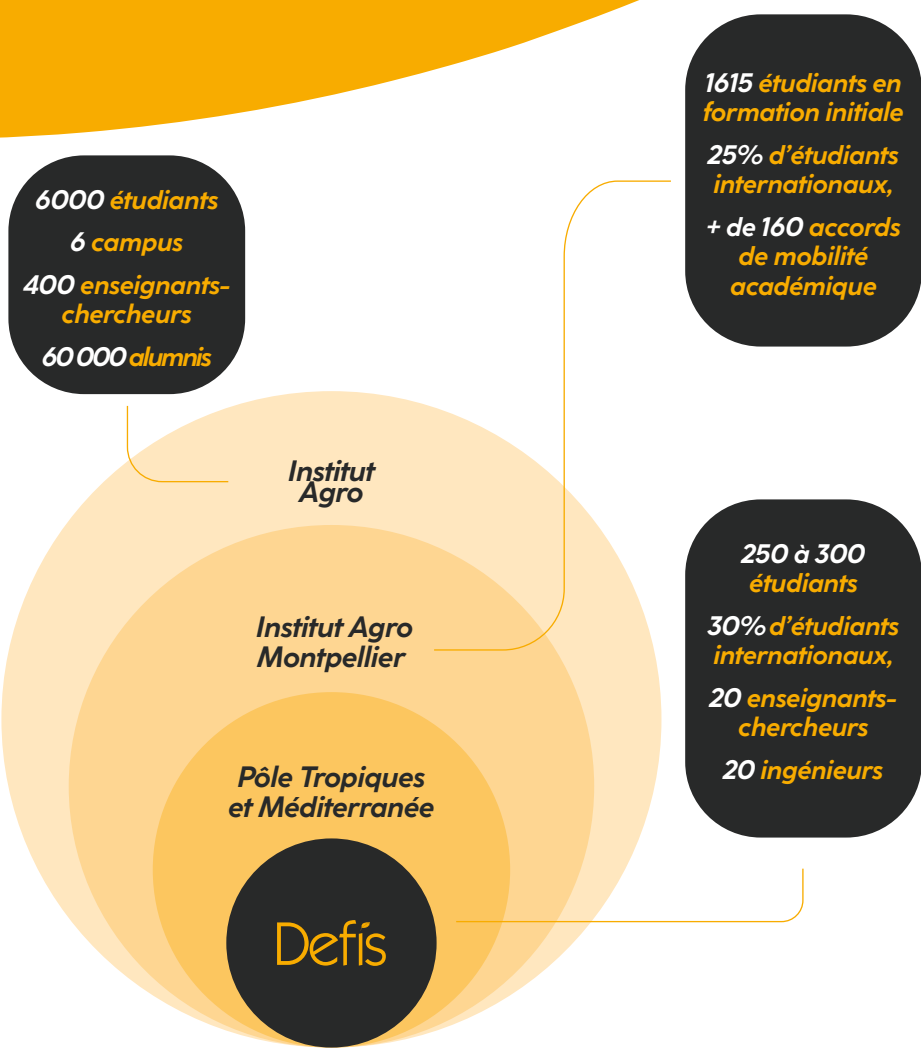 1615 étudiants en
formation initiale
25% d'étudiants
internationaux,
+ de 160 accords
de mobilité
académique
6000 étudiants
6 campus
400 enseignants-
chercheurs
60 000 alumnis
Institut
Agro
Institut Agro
Montpellier
Pôle Tropiques
et Méditerranée
Defis
250 à 300
étudiants
30% d'étudiants
internationaux,
20 enseignants-
chercheurs
20 ingénieurs